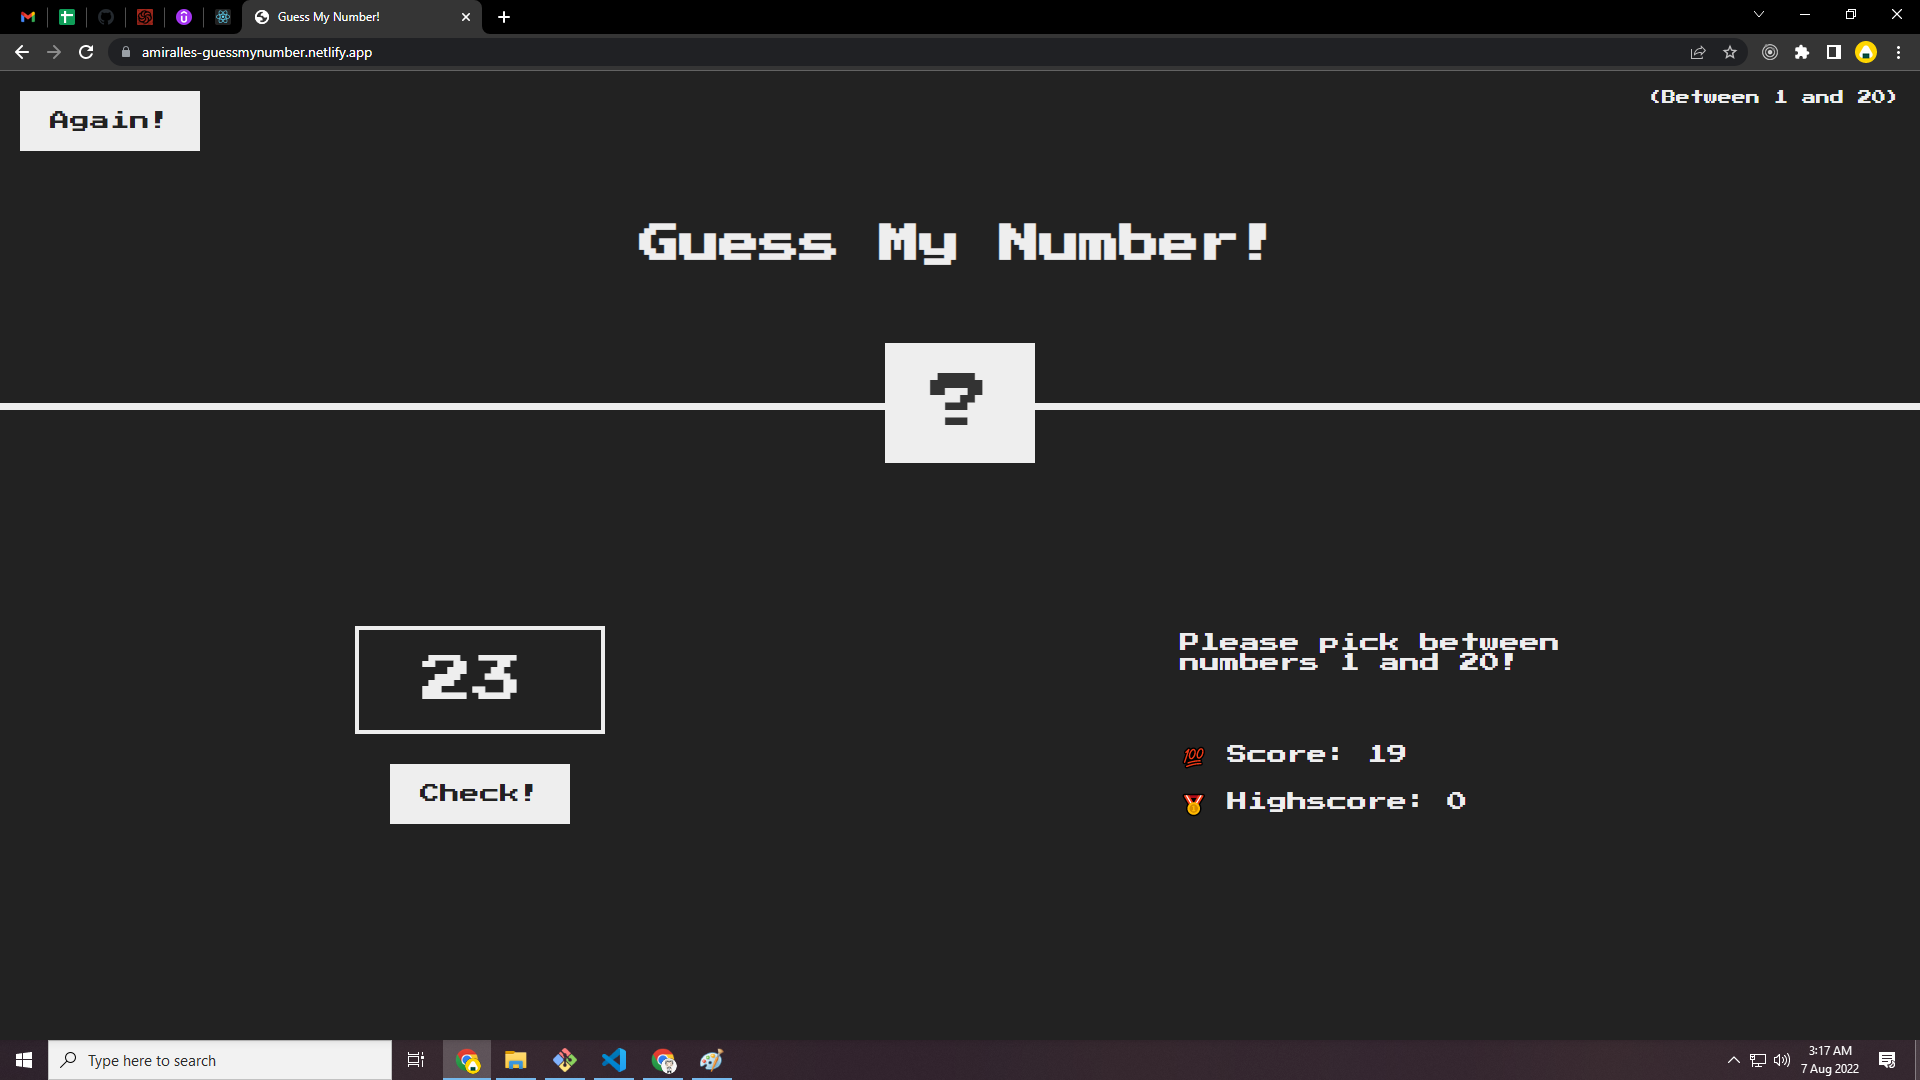 Guess My Number!
amiralles-guessmynumber.netlify.app
Again!
(Between 1 and 20)
Guess My Number!
?
23
Check!
Please pick between
numbers 1 and 20!
💯 Score: 19
🥇 Highscore: 0
Type here to search
3:17 AM
7 Aug 2022